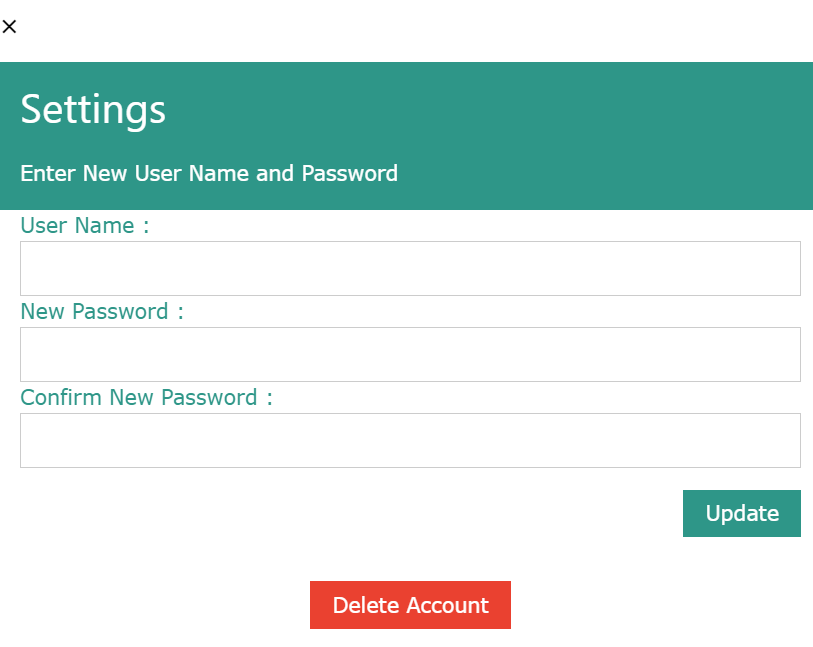 ×
Settings
Enter New User Name and Password
User Name :
New Password :
Confirm New Password :
Update
Delete Account